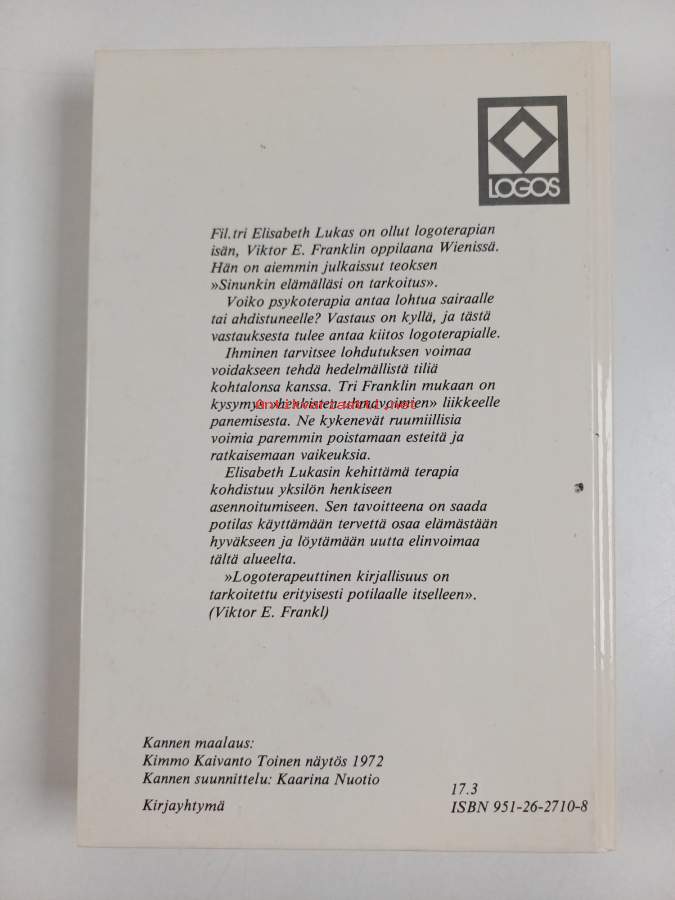 LOGOS
Fil.tri Elisabeth Lukas on ollut logoterapian
isän, Viktor E. Franklin oppilaana Wienissä.
Hän on aiemmin julkaissut teoksen
»Sinunkin elämälläsi on tarkoitus».
Voiko psykoterapia antaa lohtua sairaalle
tai ahdistuneelle? Vastaus on kyllä, ja tästä
vastauksesta tulee antaa kiitos logoterapialle.
Ihminen tarvitsee lohdutuksen voimaa
voidakseen tehdä hedelmällistä tiliä
kohtalonsa kanssa. Tri Franklin mukaan on
kysymys »henkisten uhmavoimien» liikkeelle
panemisesta. Ne kykenevät ruumiillisia
voimia paremmin poistamaan esteitä ja
ratkaisemaan vaikeuksia.
Elisabeth Lukasin kehittämä terapia
kohdistuu yksilön henkiseen
asennoitumiseen. Sen tavoitteena on saada
potilas käyttämään tervettä osaa elämästään
hyväkseen ja löytämään uutta elinvoimaa
tältä alueelta.
»Logoterapeuttinen kirjallisuus on
tarkoitettu erityisesti potilaalle itselleen».
(Viktor E. Frankl)
Kannen maalaus:
Kimmo Kaivanto Toinen näytös 1972
Kannen suunnittelu: Kaarina Nuotio
Kirjayhtymä
17.3
ISBN 951-26-2710-8